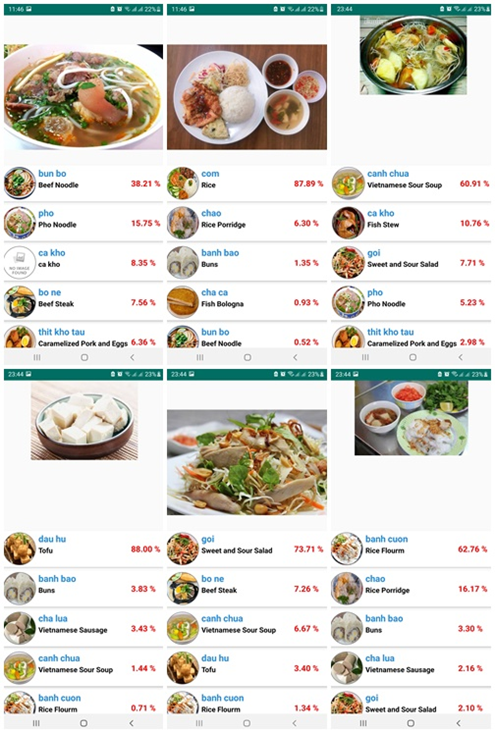 11:46 22%
bun bo
Beef Noodle 38.21 %
pho
Pho Noodle 15.75 %
NO IMAGE
FOUND
ca kho
ca kho 8.35 %
bo ne
Beef Steak 7.56 %
thit kho tau
Caramelized Pork and Eggs 6.36 %
11:46 22%
com
Rice 87.89 %
chao
Rice Porridge 6.30 %
banh bao
Buns 1.35 %
cha ca
Fish Bologna 0.93 %
bun bo
Beef Noodle 0.52 %
23:44 23%
canh chua
Vietnamese Sour Soup 60.91 %
ca kho
Fish Stew 10.76 %
goi
Sweet and Sour Salad 7.71 %
pho
Pho Noodle 5.23 %
thit kho tau
Caramelized Pork and Eggs 2.98 %
23:44 23%
dau hu
Tofu 88.00 %
banh bao
Buns 3.83 %
cha lua
Vietnamese Sausage 3.43 %
canh chua
Vietnamese Sour Soup 1.44 %
banh cuon
Rice Flourm 0.71 %
23:44 23%
goi
Sweet and Sour Salad 73.71 %
bo ne
Beef Steak 7.26 %
canh chua
Vietnamese Sour Soup 6.67 %
dau hu
Tofu 3.40 %
banh cuon
Rice Flourm 1.34 %
23:44 23%
banh cuon
Rice Flourm 62.76 %
chao
Rice Porridge 16.17 %
banh bao
Buns 3.30 %
cha lua
Vietnamese Sausage 2.16 %
goi
Sweet and Sour Salad 2.10 %